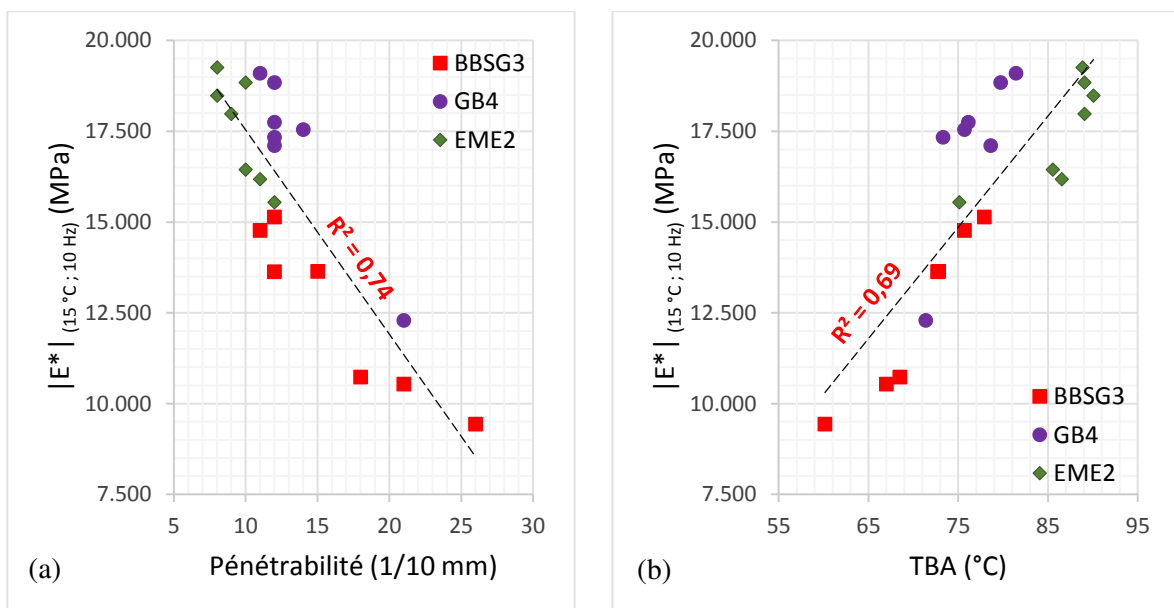 20.000
17.500
15.000
12.500
10.000
7.500
|E*| (15 °C ; 10 Hz) (MPa)
BBSG3
GB4
EME2
R² = 0,74
5 10 15 20 25 30
(a) Pénétrabilité (1/10 mm)
20.000
17.500
15.000
12.500
10.000
7.500
|E*| (15 °C ; 10 Hz) (MPa)
R² = 0,69
BBSG3
GB4
EME2
55 65 75 85 95
(b) TBA (°C)